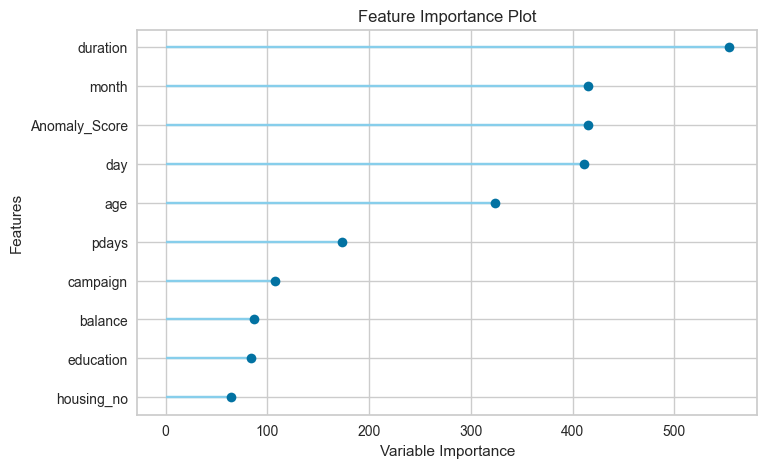 Feature Importance Plot
Features
duration
month
Anomaly_Score
day
age
pdays
campaign
balance
education
housing_no
0 100 200 300 400 500
Variable Importance